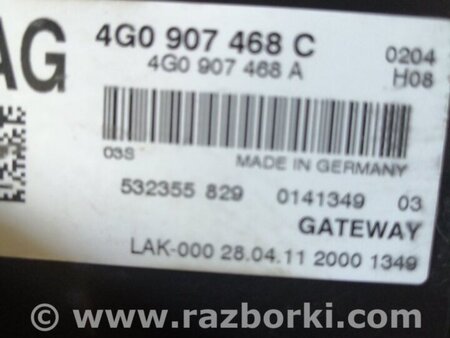 AG
4G0 907 468 C
4G0 907 468 A
0204
H08
03S
MADE IN GERMANY
532355 829 0141349 03
GATEWAY
LAK-000 28.04.11 2000 1349
© www.razborki.com